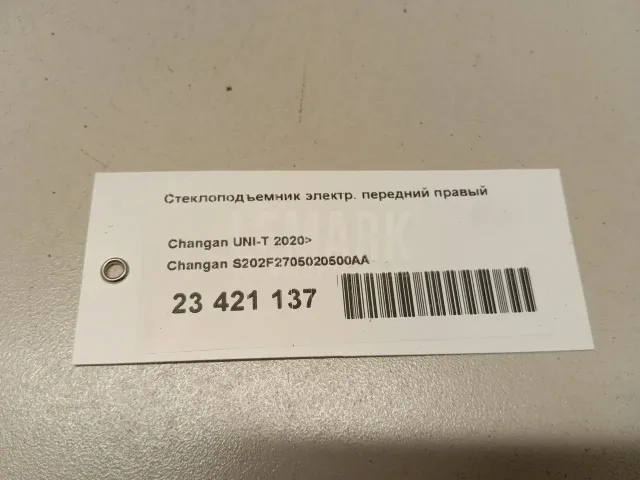 Стеклоподъемник электр. передний правый
Changan UNI-T 2020>
Changan S202F2705020500AA
23 421 137